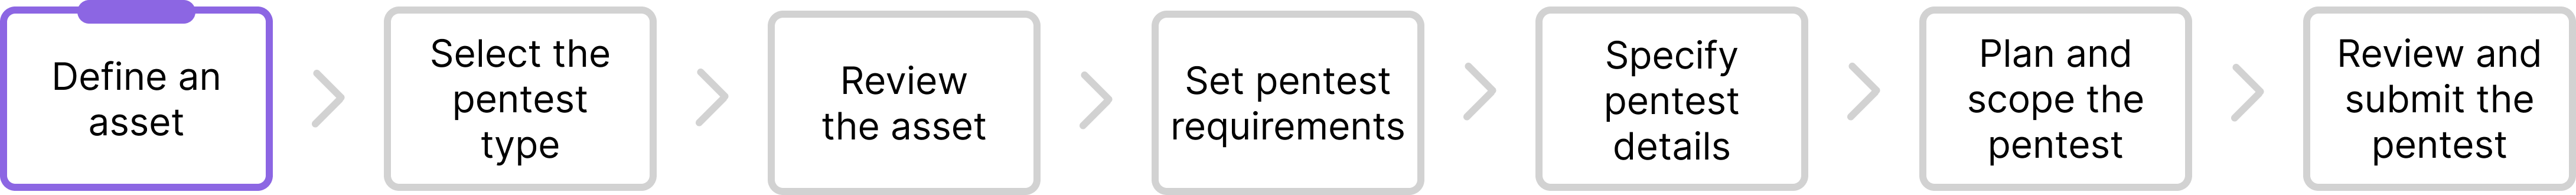 Define an
asset
Select the
pentest
type
Review
the asset
Set pentest
requirements
Specify
pentest
details
Plan and
scope the
pentest
Review and
submit the
pentest